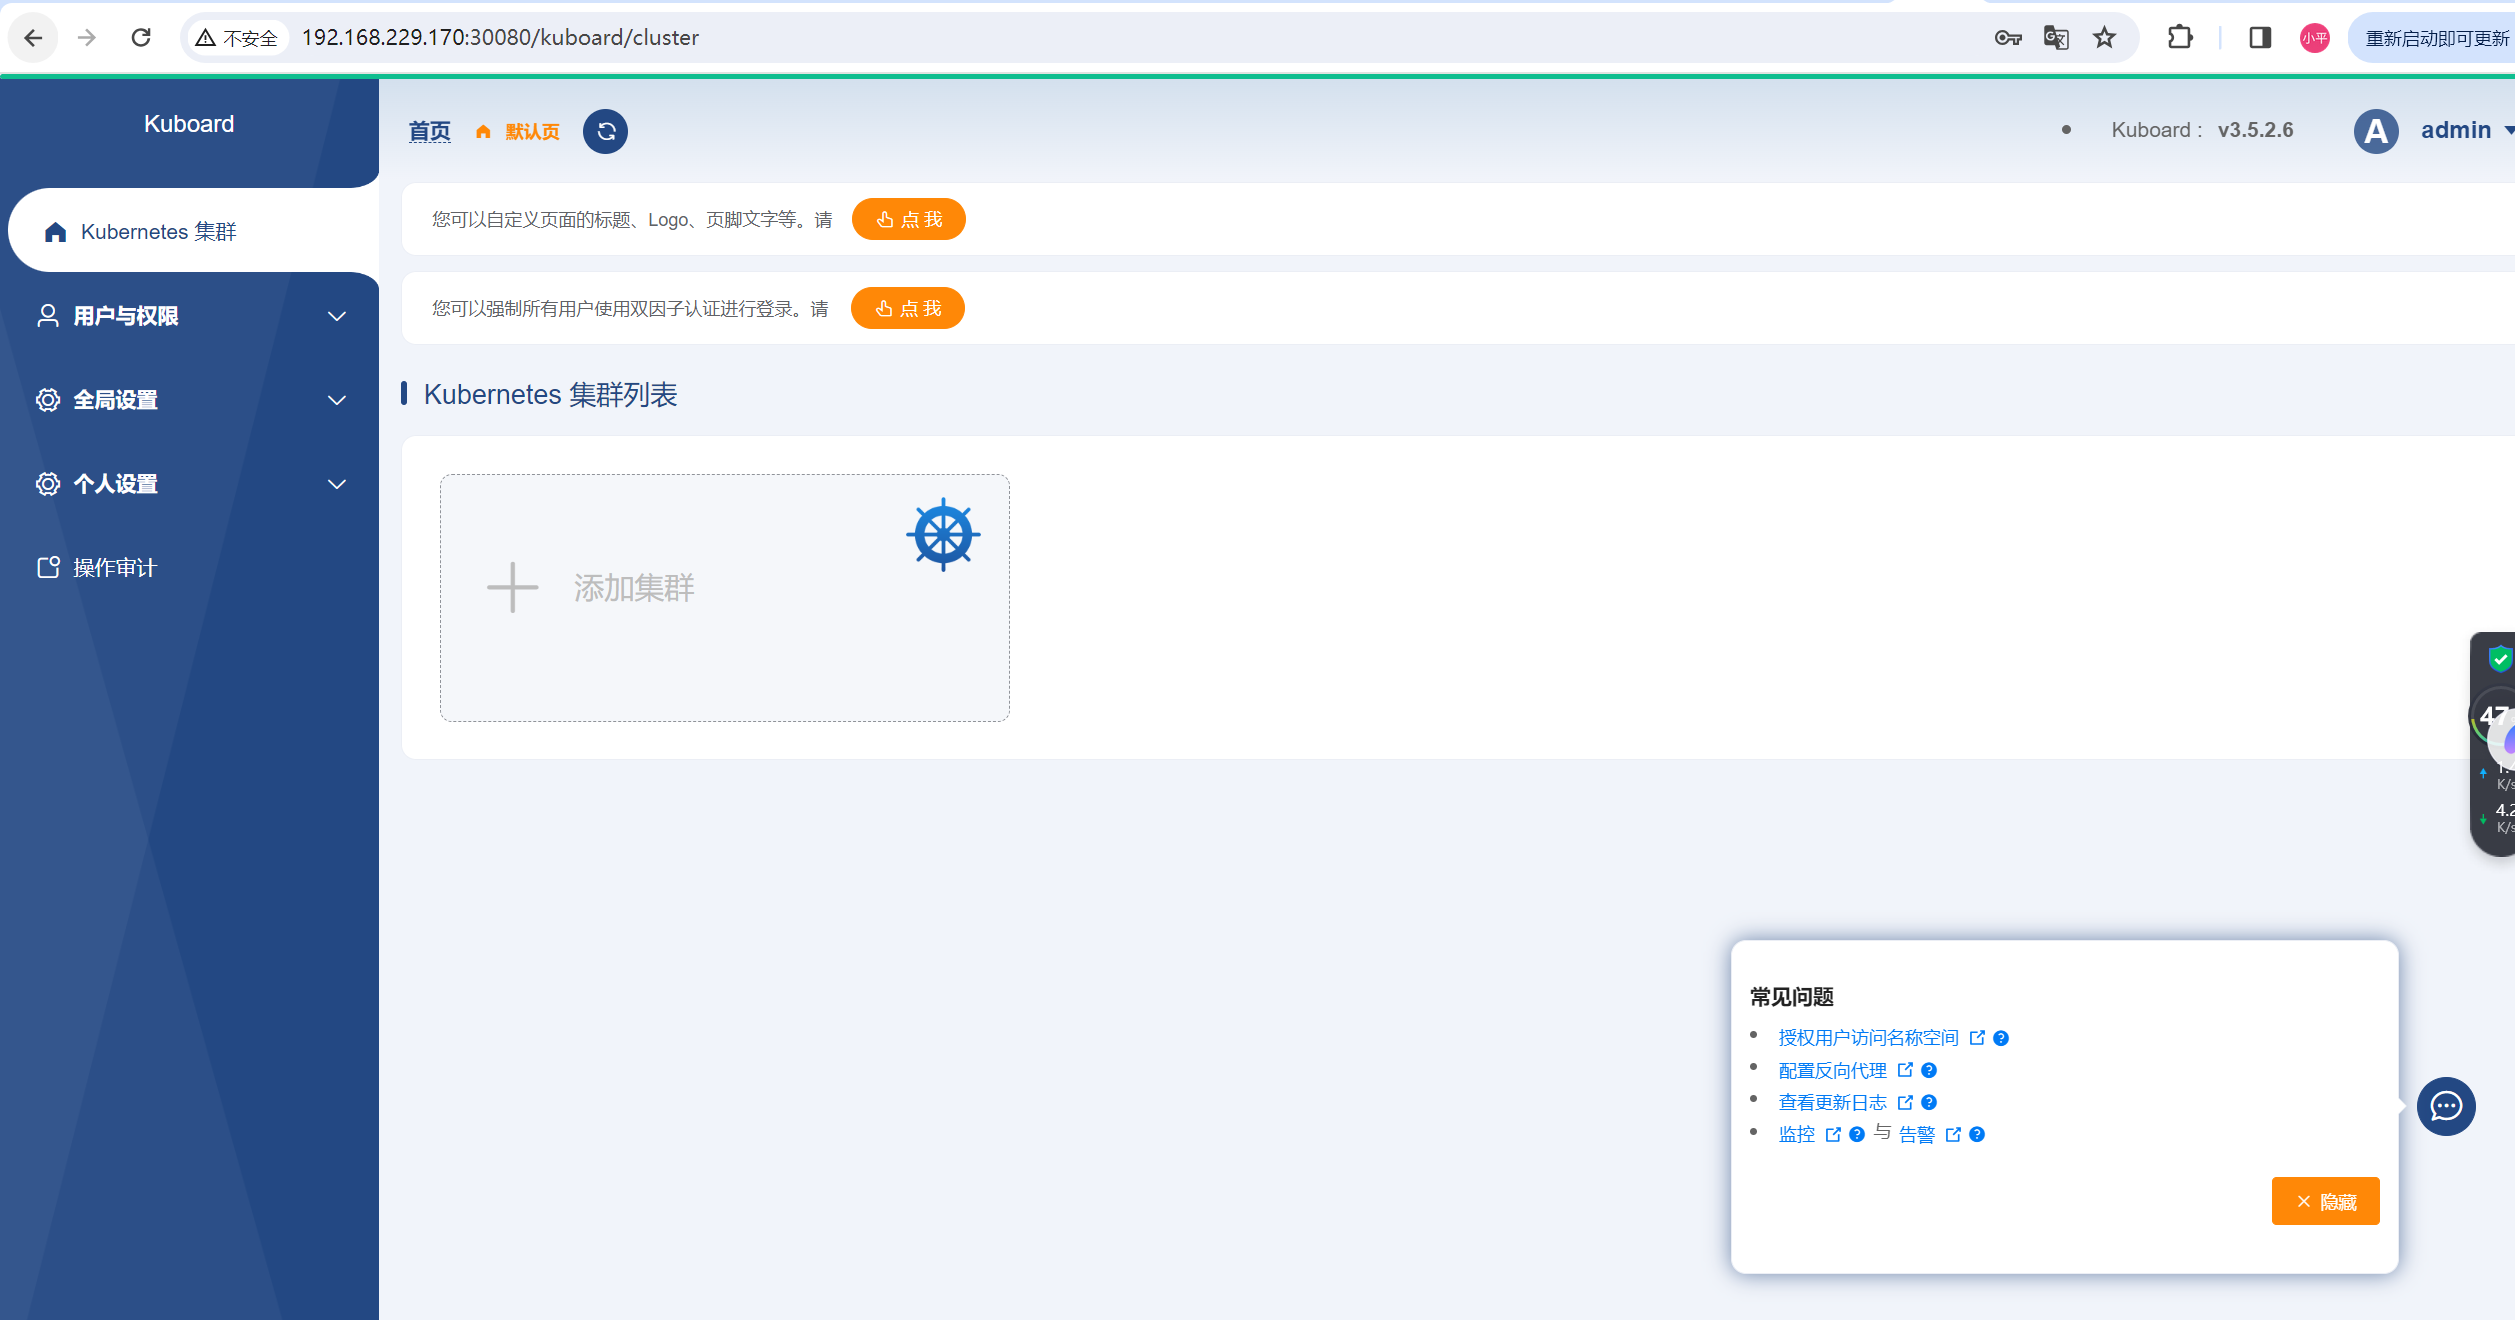 不安全 192.168.229.170:30080/kuboard/cluster 小平 重新启动即可更新
Kuboard
首页 默认页 Kuboard : v3.5.2.6 A admin
Kubernetes 集群
用户与权限
全局设置
个人设置
操作审计
您可以自定义页面的标题、Logo、页脚文字等。请 点 我
您可以强制所有用户使用双因子认证进行登录。请 点 我
Kubernetes 集群列表
添加集群
47
K/s
4.2
K/s
常见问题
授权用户访问名称空间
配置反向代理
查看更新日志
监控 与 告警
隐藏